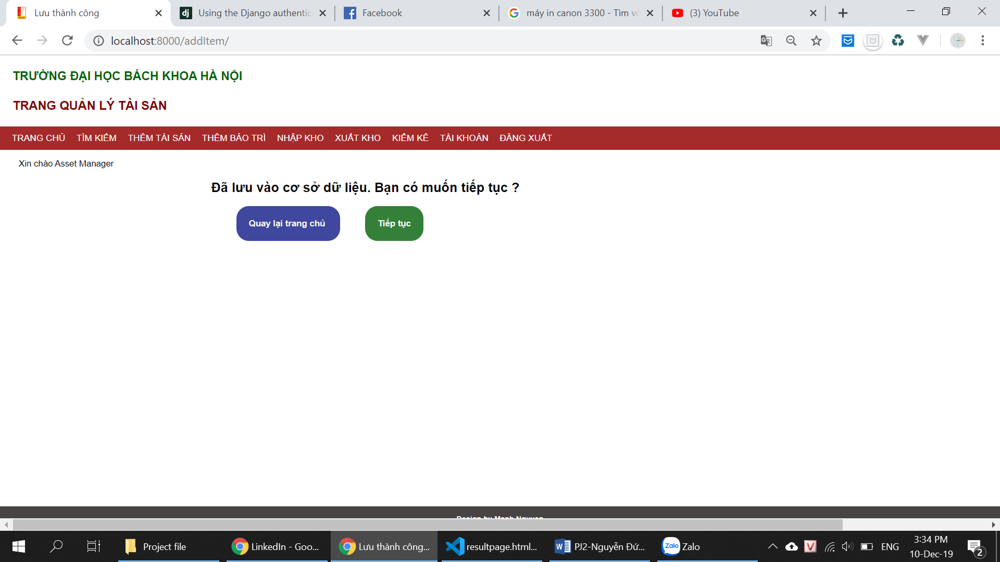 Lưu thành công
Using the Django authentic
Facebook
máy in canon 3300 - Tìm vớ
(3) YouTube
localhost:8000/addItem/
TRƯỜNG ĐẠI HỌC BÁCH KHOA HÀ NỘI
TRANG QUẢN LÝ TÀI SẢN
TRANG CHỦ TÌM KIẾM THÊM TÀI SẢN THÊM BẢO TRÌ NHẬP KHO XUẤT KHO KIỂM KÊ TÀI KHOẢN ĐĂNG XUẤT
Xin chào Asset Manager
Đã lưu vào cơ sở dữ liệu. Bạn có muốn tiếp tục ?
Quay lại trang chủ
Tiếp tục
Design by Manh Nguyen
Project file
LinkedIn - Goo...
Lưu thành công...
resultpage.html...
PJ2-Nguyễn Đứ...
Zalo
ENG
3:34 PM
10-Dec-19
2